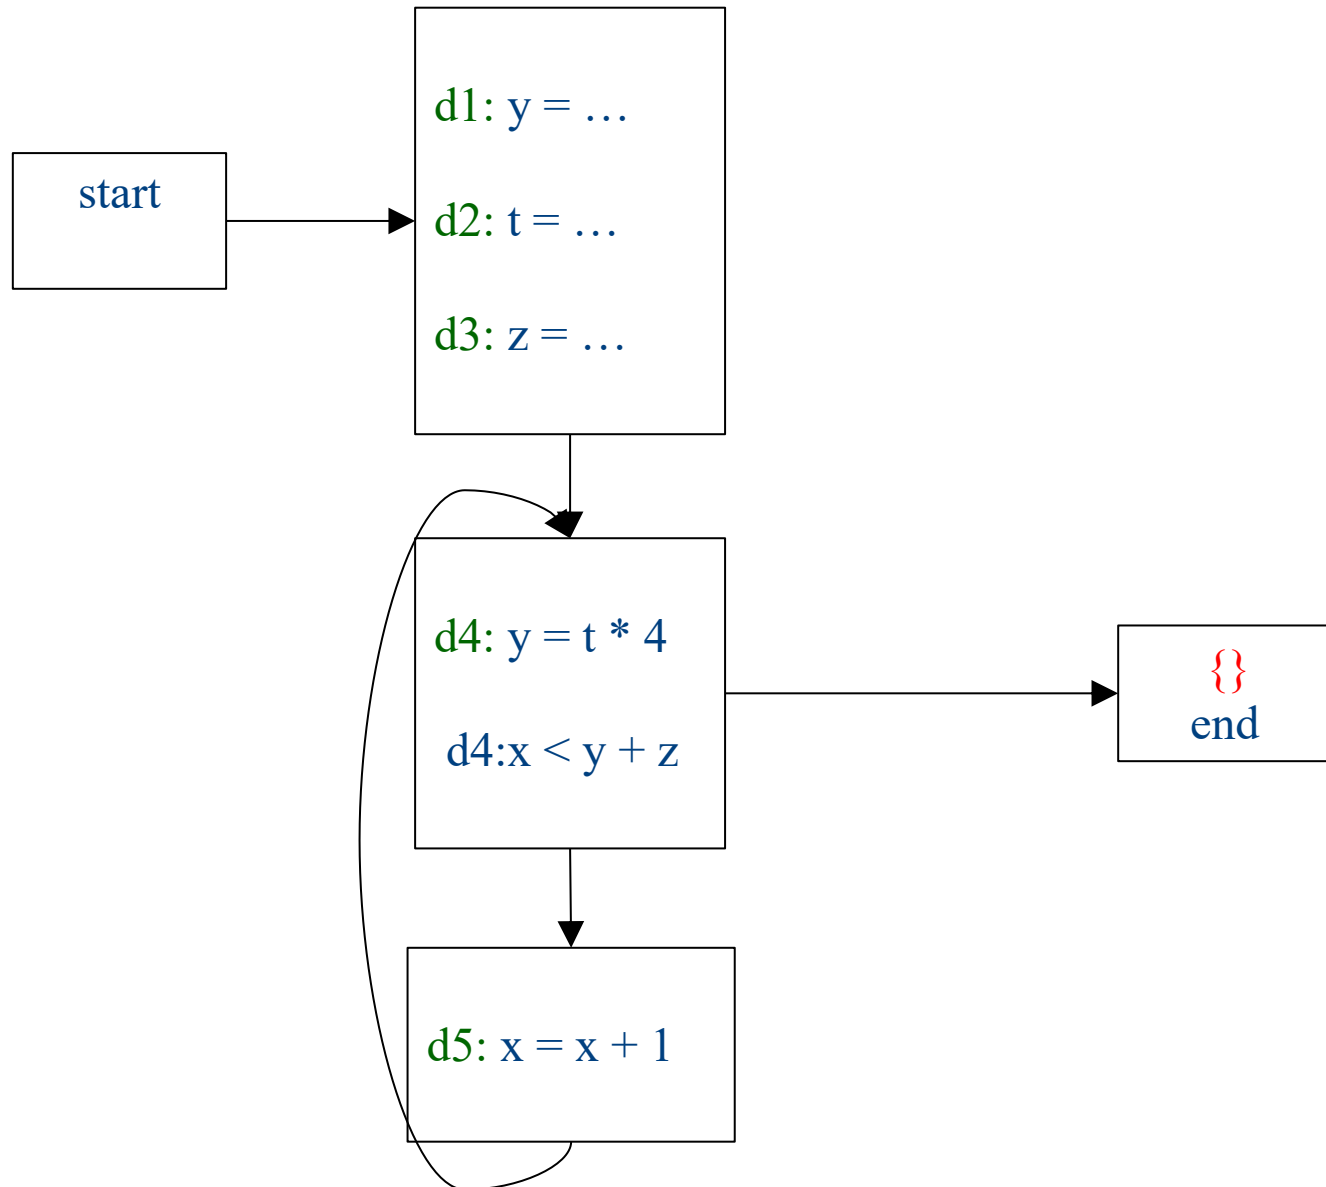 start
d1: y = …
d2: t = …
d3: z = …
d4: y = t * 4
d4:x < y + z
{}
end
d5: x = x + 1